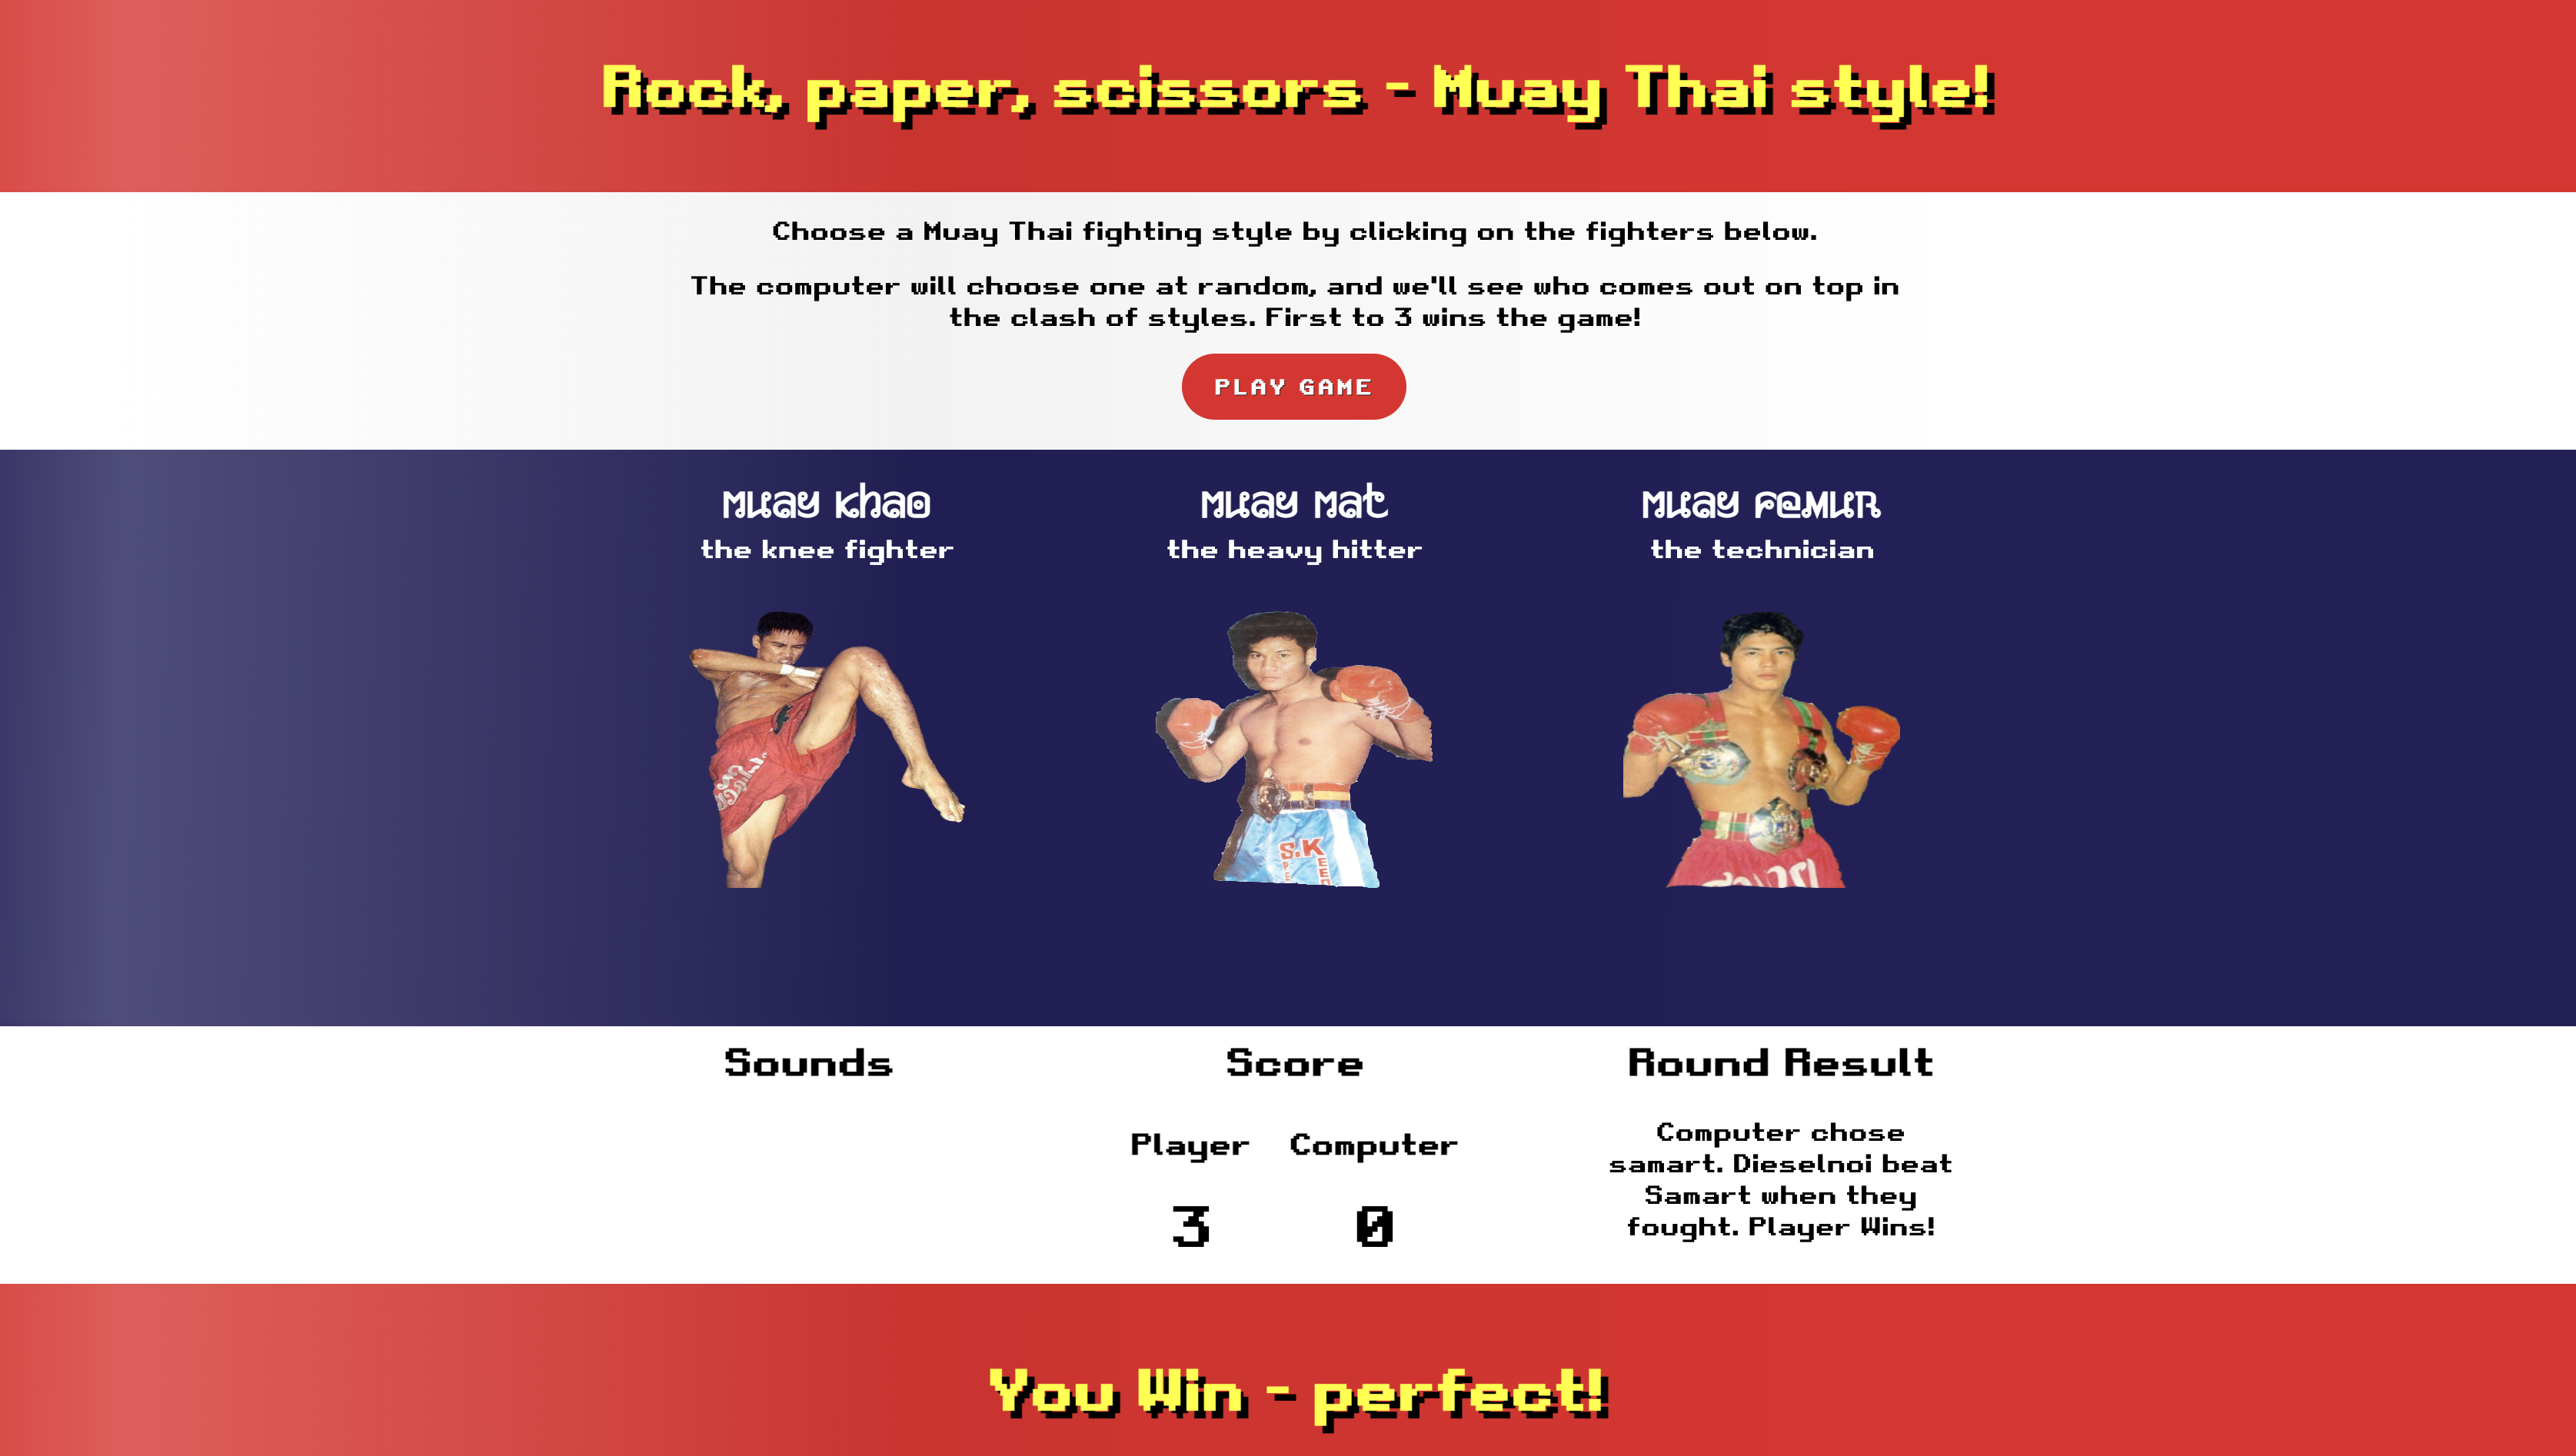 Rock, paper, scissors - Muay Thai style!
Choose a Muay Thai fighting style by clicking on the fighters below.
The computer will choose one at random, and we'll see who comes out on top in
the clash of styles. First to 3 wins the game!
PLAY GAME
Muay Khao
the knee fighter
Muay Mat
the heavy hitter
Muay Femur
the technician
S.K
Sounds
Score
Player
Computer
3
0
Round Result
Computer chose
samart. Dieselnoi beat
Samart when they
fought. Player Wins!
You Win - perfect!